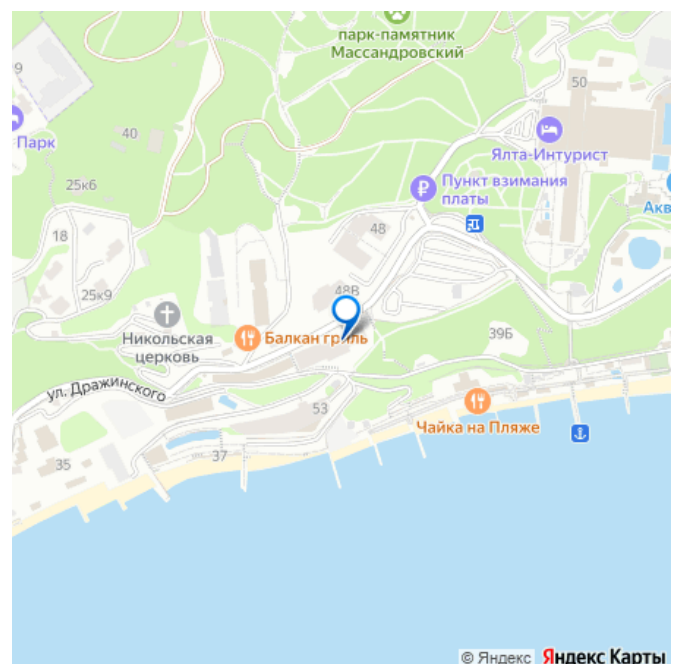 парк-памятник
Массандровский
9
50
40
Парк
Ялта-Интурист
25к6
Пункт взимания
платы
Акв
18
48
25к9
48В
Никольская
церковь
Балкан гриль
39Б
ул. Дражинского
53
Чайка на Пляже
35
37
© Яндекс Яндекс Карты